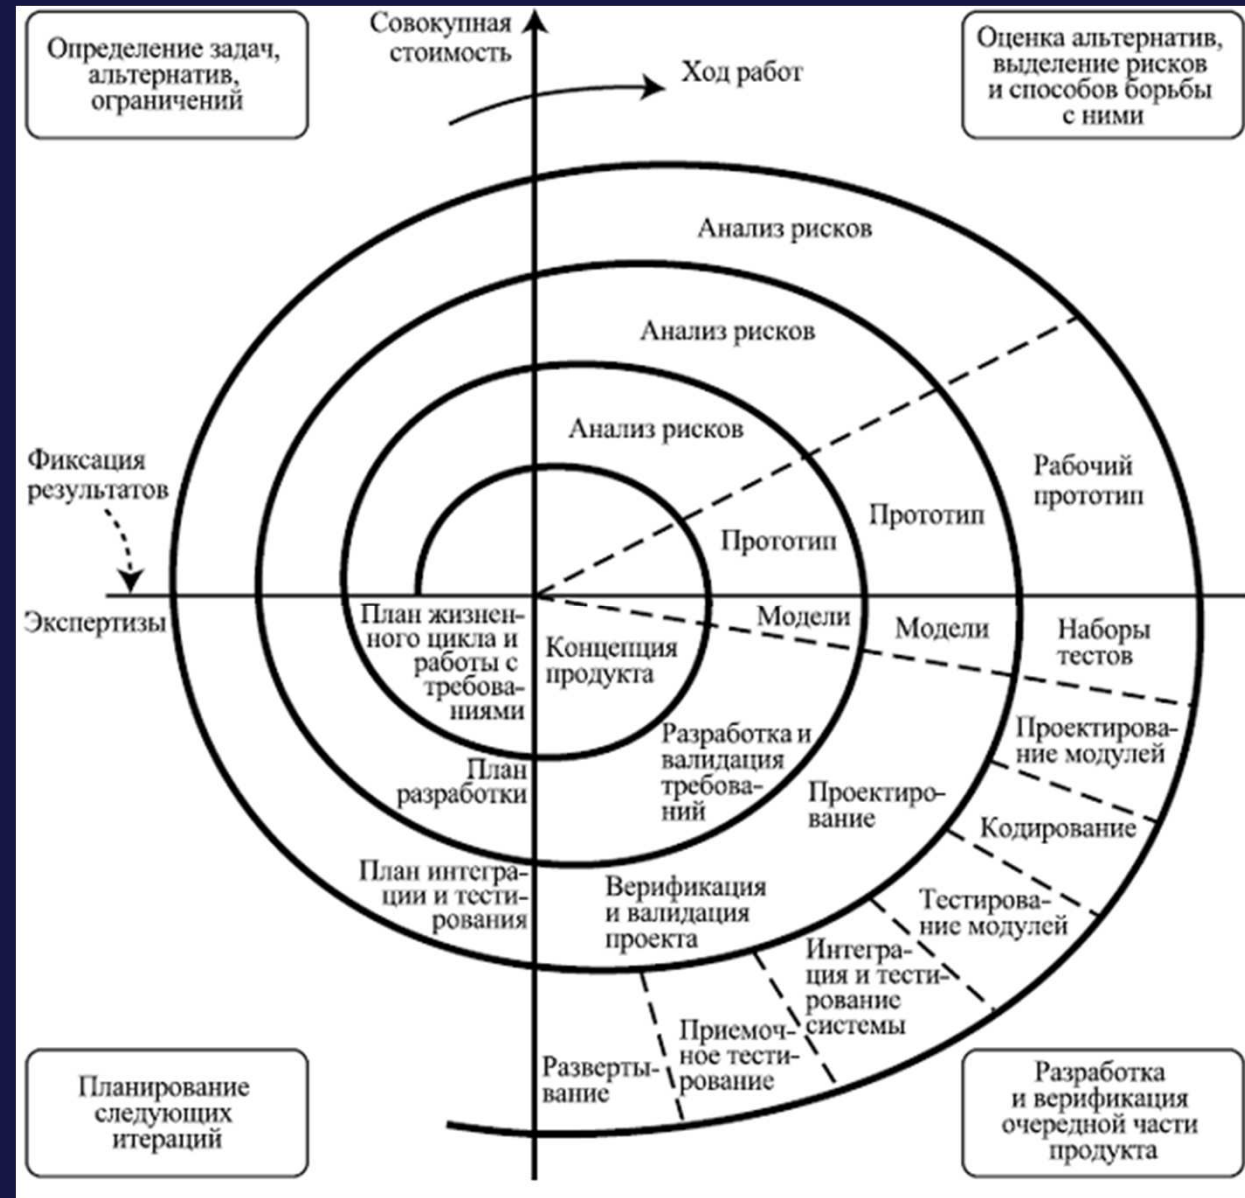 Определение задач,
альтернатив,
ограничений
Совокупная
стоимость
Ход работ
Оценка альтернатив,
выделение рисков
и способов борьбы
с ними
Анализ рисков
Анализ рисков
Анализ рисков
Фиксация
результатов
Рабочий
прототип
Прототип
Прототип
Экспертизы
План жизнен-
ного цикла и
работы с
требова-
ниями
Концепция
продукта
Модели
Модели
Наборы
тестов
Проектирова-
ние модулей
Разработка и
валидация
требова-
ний
План
разработки
Проектиро-
вание
Кодирование
План интегра-
ции и тести-
рования
Верификация
и валидация
проекта
Тестирова-
ние модулей
Интегра-
ция и тести-
рование
системы
Приемоч-
ное тести-
рование
Разверты-
вание
Планирование
следующих
итераций
Разработка
и верификация
очередной части
продукта